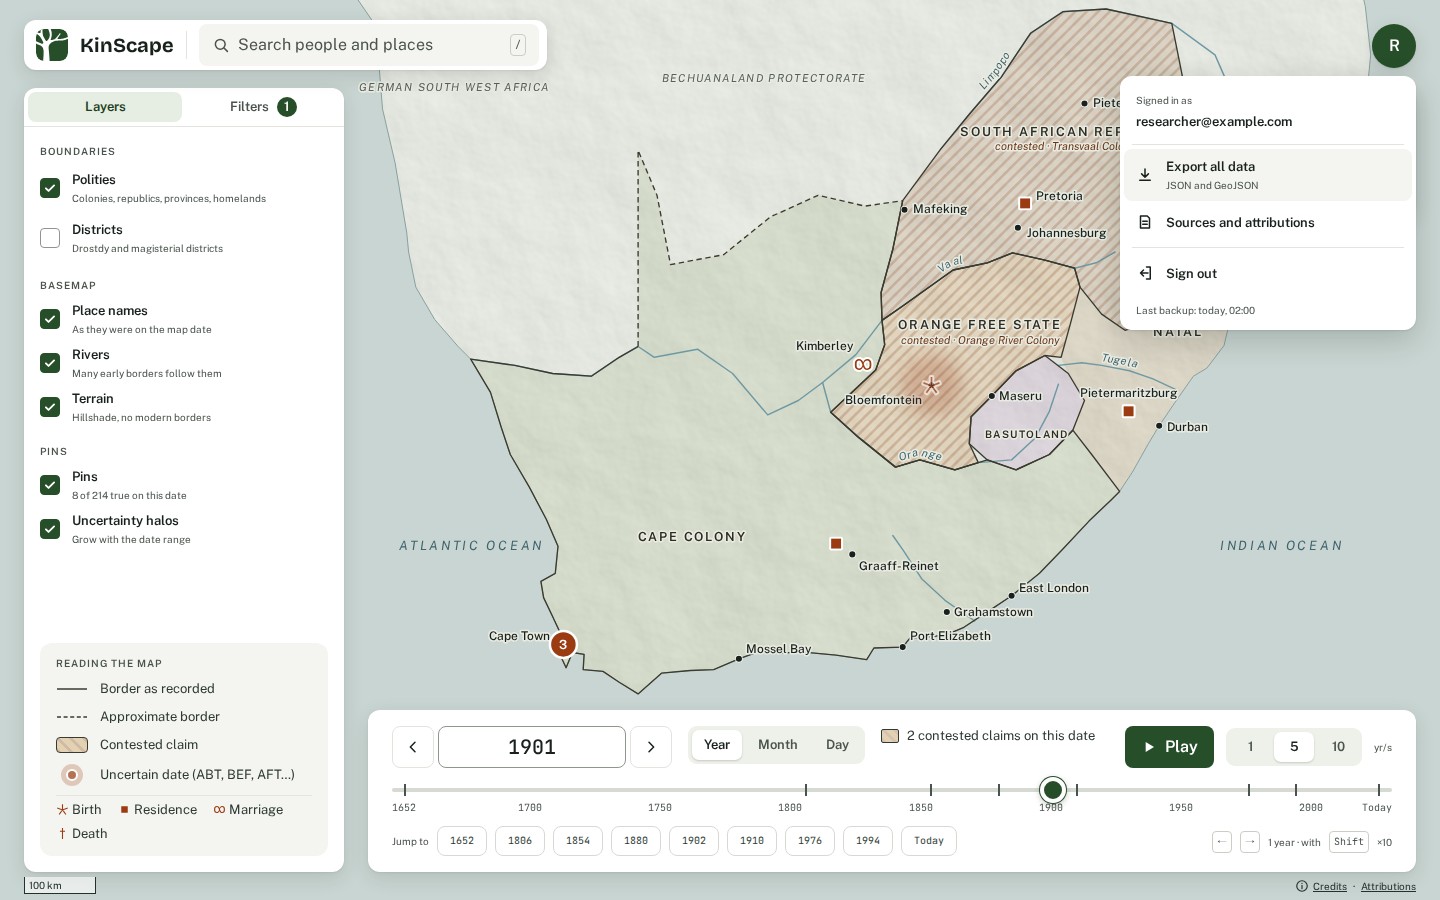 KinScape
Search people and places
/
R
Layers
Filters 1
BOUNDARIES
Polities
Colonies, republics, provinces, homelands
Districts
Drostdy and magisterial districts
BASEMAP
Place names
As they were on the map date
Rivers
Many early borders follow them
Terrain
Hillshade, no modern borders
PINS
Pins
8 of 214 true on this date
Uncertainty halos
Grow with the date range
READING THE MAP
Border as recorded
Approximate border
Contested claim
Uncertain date (ABT, BEF, AFT…)
Birth
Residence
Marriage
Death
100 km
GERMAN SOUTH WEST AFRICA
BECHUANALAND PROTECTORATE
Limpopo
SOUTH AFRICAN REP
contested · Transvaal Colo
Pretoria
Mafeking
Johannesburg
Vaal
ORANGE FREE STATE
contested · Orange River Colony
Kimberley
Bloemfontein
Maseru
BASUTOLAND
NATAL
Tugela
Pietermaritzburg
Durban
Orange
CAPE COLONY
ATLANTIC OCEAN
INDIAN OCEAN
Graaff-Reinet
East London
Grahamstown
Port Elizabeth
Mossel Bay
Cape Town
3
Signed in as
researcher@example.com
Export all data
JSON and GeoJSON
Sources and attributions
Sign out
Last backup: today, 02:00
1901
Year Month Day
2 contested claims on this date
Play
1 5 10 yr/s
1652 1700 1750 1800 1850 1900 1950 2000 Today
Jump to 1652 1806 1854 1880 1902 1910 1976 1994 Today
← → 1 year · with Shift ×10
Credits · Attributions